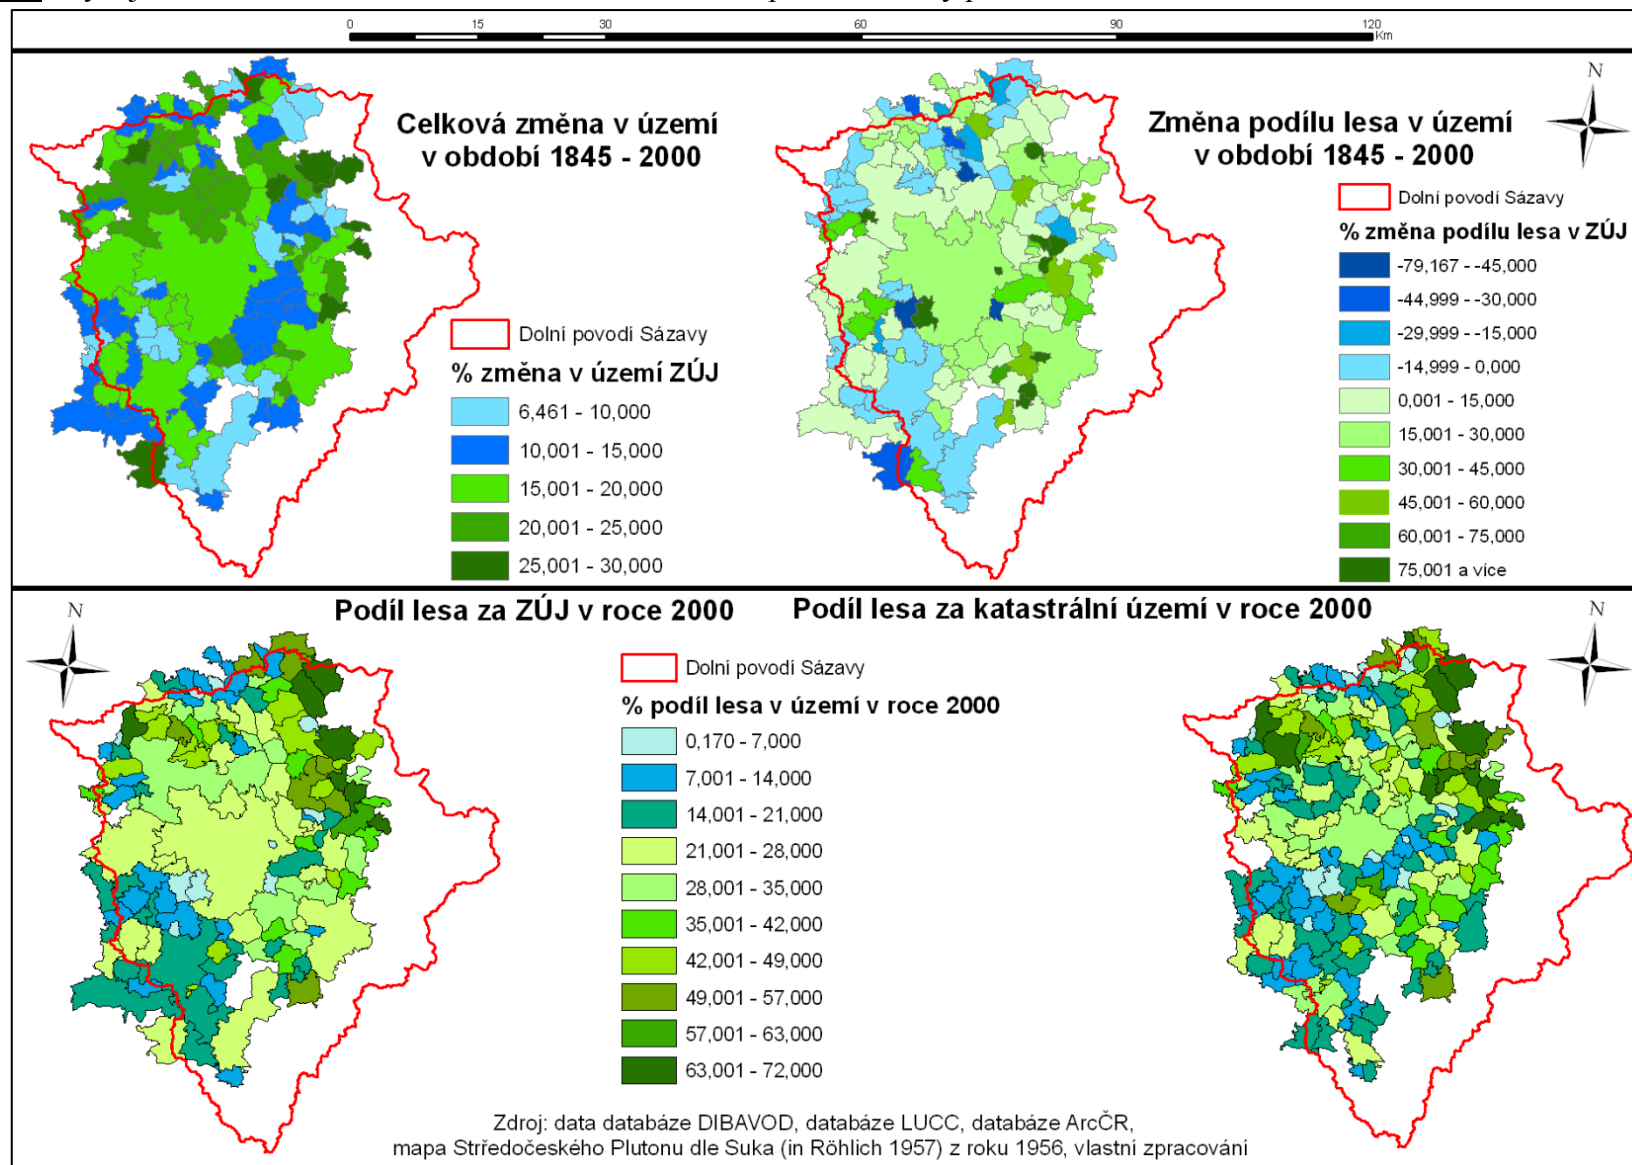 0 15 30 60 90 120
Km
Celková změna v území
v období 1845 - 2000
Dolní povodí Sázavy
% změna v území ZÚJ
6,461 - 10,000
10,001 - 15,000
15,001 - 20,000
20,001 - 25,000
25,001 - 30,000
N
Změna podílu lesa v území
v období 1845 - 2000
Dolní povodí Sázavy
% změna podílu lesa v ZÚJ
-79,167 - -45,000
-44,999 - -30,000
-29,999 - -15,000
-14,999 - 0,000
0,001 - 15,000
15,001 - 30,000
30,001 - 45,000
45,001 - 60,000
60,001 - 75,000
75,001 a více
N
Podíl lesa za ZÚJ v roce 2000
Podíl lesa za katastrální území v roce 2000
N
Dolní povodí Sázavy
% podíl lesa v území v roce 2000
0,170 - 7,000
7,001 - 14,000
14,001 - 21,000
21,001 - 28,000
28,001 - 35,000
35,001 - 42,000
42,001 - 49,000
49,001 - 57,000
57,001 - 63,000
63,001 - 72,000
Zdroj: data databáze DIBAVOD, databáze LUCC, databáze ArcČR,
mapa Středočeského Plutonu dle Suka (in Röhlich 1957) z roku 1956, vlastní zpracování